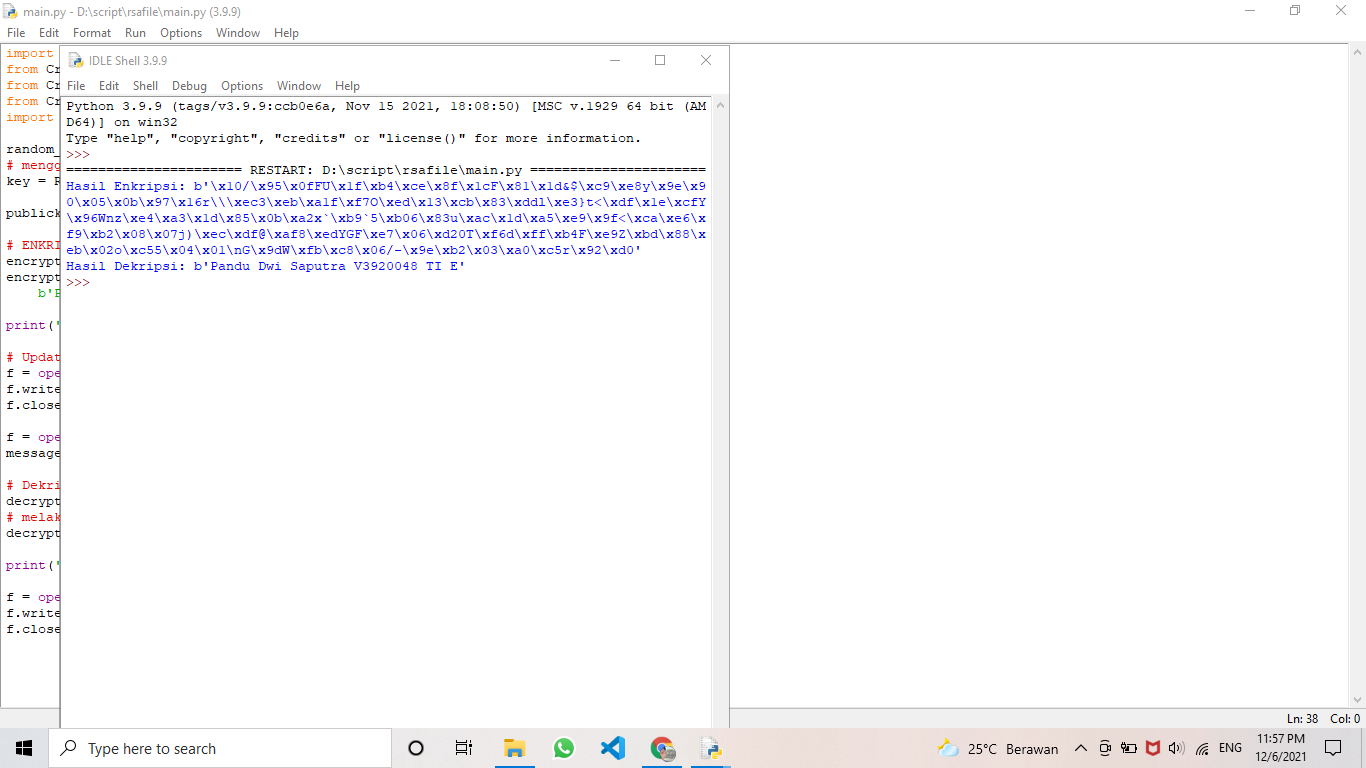 main.py - D:\script\rsafile\main.py (3.9.9)
File Edit Format Run Options Window Help
import
from Cr
from Cr
from Cr
import
random_
# mengg
key = R
publick
# ENKRI
encrypt
encrypt
b'P
print('
# Updat
f = ope
f.write
f.close
f = ope
message
# Dekri
decrypt
# melak
decrypt
print('
f = ope
f.write
f.close
IDLE Shell 3.9.9
File Edit Shell Debug Options Window Help
Python 3.9.9 (tags/v3.9.9:ccb0e6a, Nov 15 2021, 18:08:50) [MSC v.1929 64 bit (AM
D64)] on win32
Type "help", "copyright", "credits" or "license()" for more information.
>>>
====================== RESTART: D:\script\rsafile\main.py ======================
Hasil Enkripsi: b'\x10/\x95\x0fFU\x1f\xb4\xce\x8f\x1cF\x81\x1d&$\xc9\xe8y\x9e\x9
0\x05\x0b\x97\x16r\\\xec3\xeb\xa1f\xf7O\xed\x13\xcb\x83\xddl\xe3}t<\xdf\x1e\xcfY
\x96Wnz\xe4\xa3\x1d\x85\x0b\xa2x`\xb9`5\xb06\x83u\xac\x1d\xa5\xe9\x9f<\xca\xe6\x
f9\xb2\x08\x07j)\xec\xdf@\xaf8\xedYGF\xe7\x06\xd20T\xf6d\xff\xb4F\xe9Z\xbd\x88\x
eb\x02o\xc55\x04\x01\nG\x9dW\xfb\xc8\x06/-\x9e\xb2\x03\xa0\xc5r\x92\xd0'
Hasil Dekripsi: b'Pandu Dwi Saputra V3920048 TI E'
>>>
Ln: 38 Col: 0
Type here to search
25°C Berawan
ENG
11:57 PM
12/6/2021